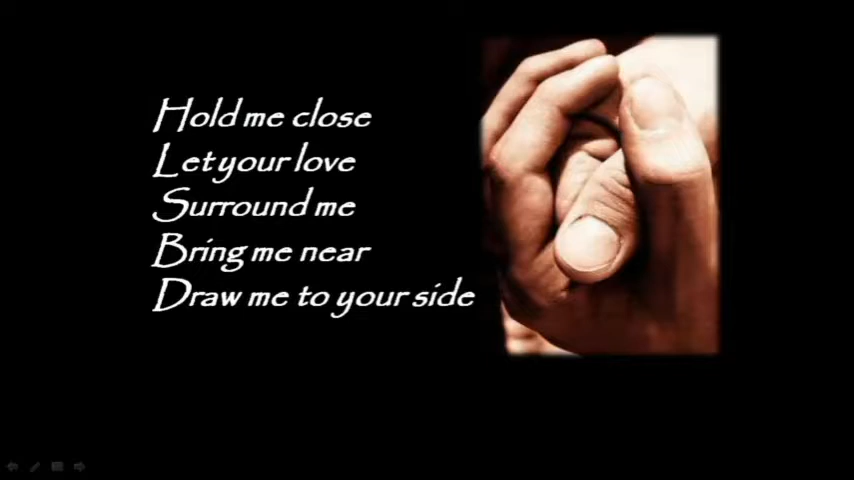 Hold me close
Let your love
Surround me
Bring me near
Draw me to your side